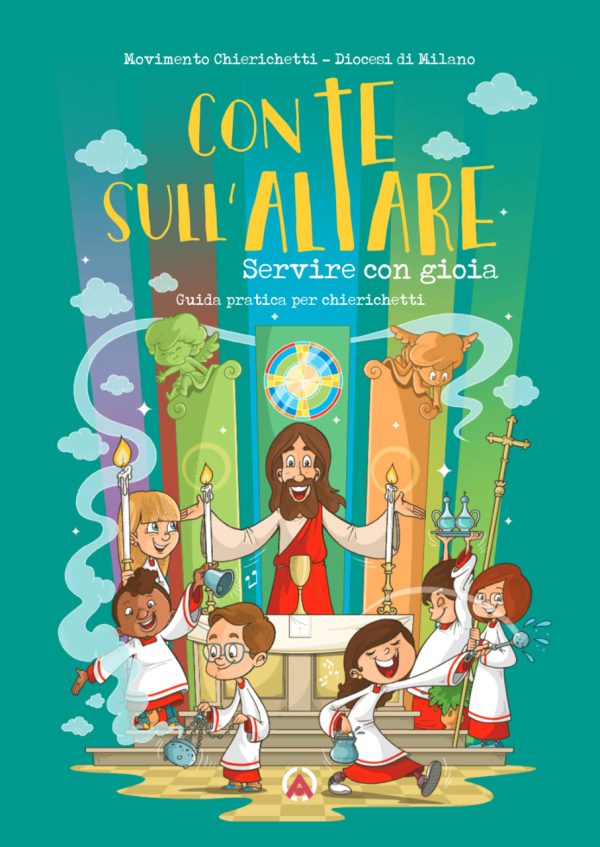 Movimento Chierichetti – Diocesi di Milano
CON TE
SULL'ALTARE
Servire con gioia
Guida pratica per chierichetti